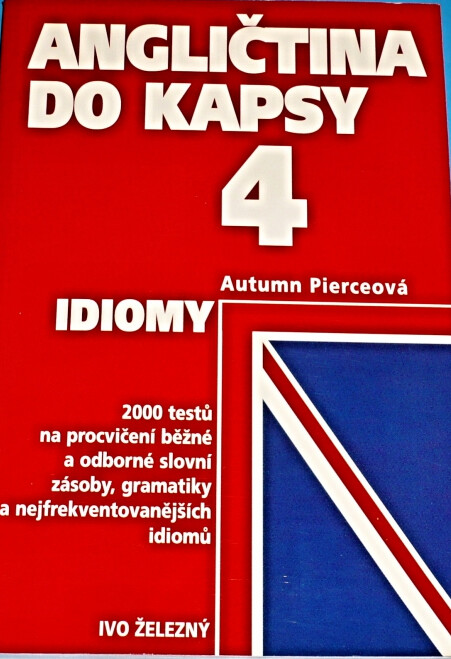 ANGLIČTINA
DO KAPSY
4
Autumn Pierceová
IDIOMY
2000 testů
na procvičení běžné
a odborné slovní
zásoby, gramatiky
a nejfrekventovanějších
idiomů
IVO ŽELEZNÝ